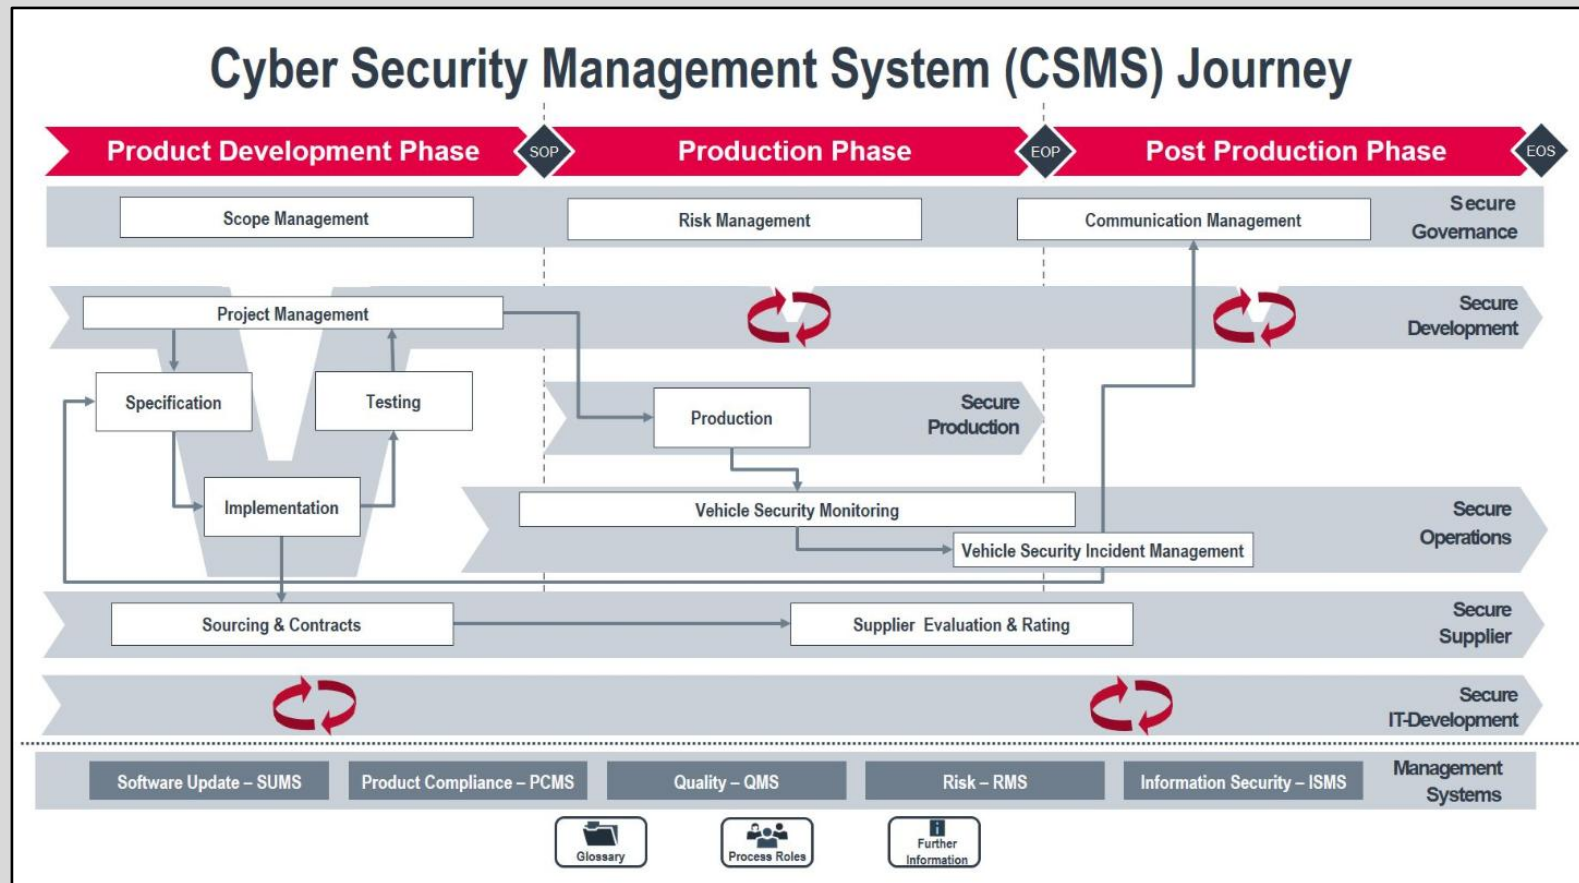 Cyber Security Management System (CSMS) Journey
Product Development Phase
SOP
Production Phase
EOP
Post Production Phase
EOS
Scope Management
Risk Management
Communication Management
Secure
Governance
Project Management
Secure
Development
Specification
Testing
Production
Secure
Production
Implementation
Vehicle Security Monitoring
Vehicle Security Incident Management
Secure
Operations
Sourcing & Contracts
Supplier Evaluation & Rating
Secure
Supplier
Secure
IT-Development
Software Update – SUMS
Product Compliance – PCMS
Quality – QMS
Risk – RMS
Information Security – ISMS
Management
Systems
Glossary
Process Roles
i
Further
Information